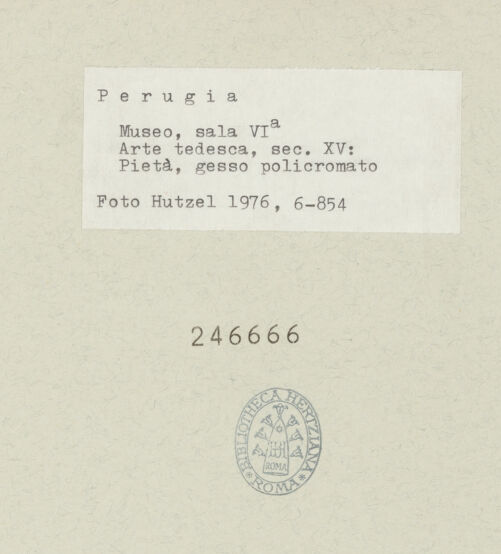 P e r u g i a
Museo, sala VIª
Arte tedesca, sec. XV:
Pietà, gesso policromato
Foto Hutzel 1976, 6-854
246666
*BIBLIOTHECA HERTZIANA*
ROMA
ROMA